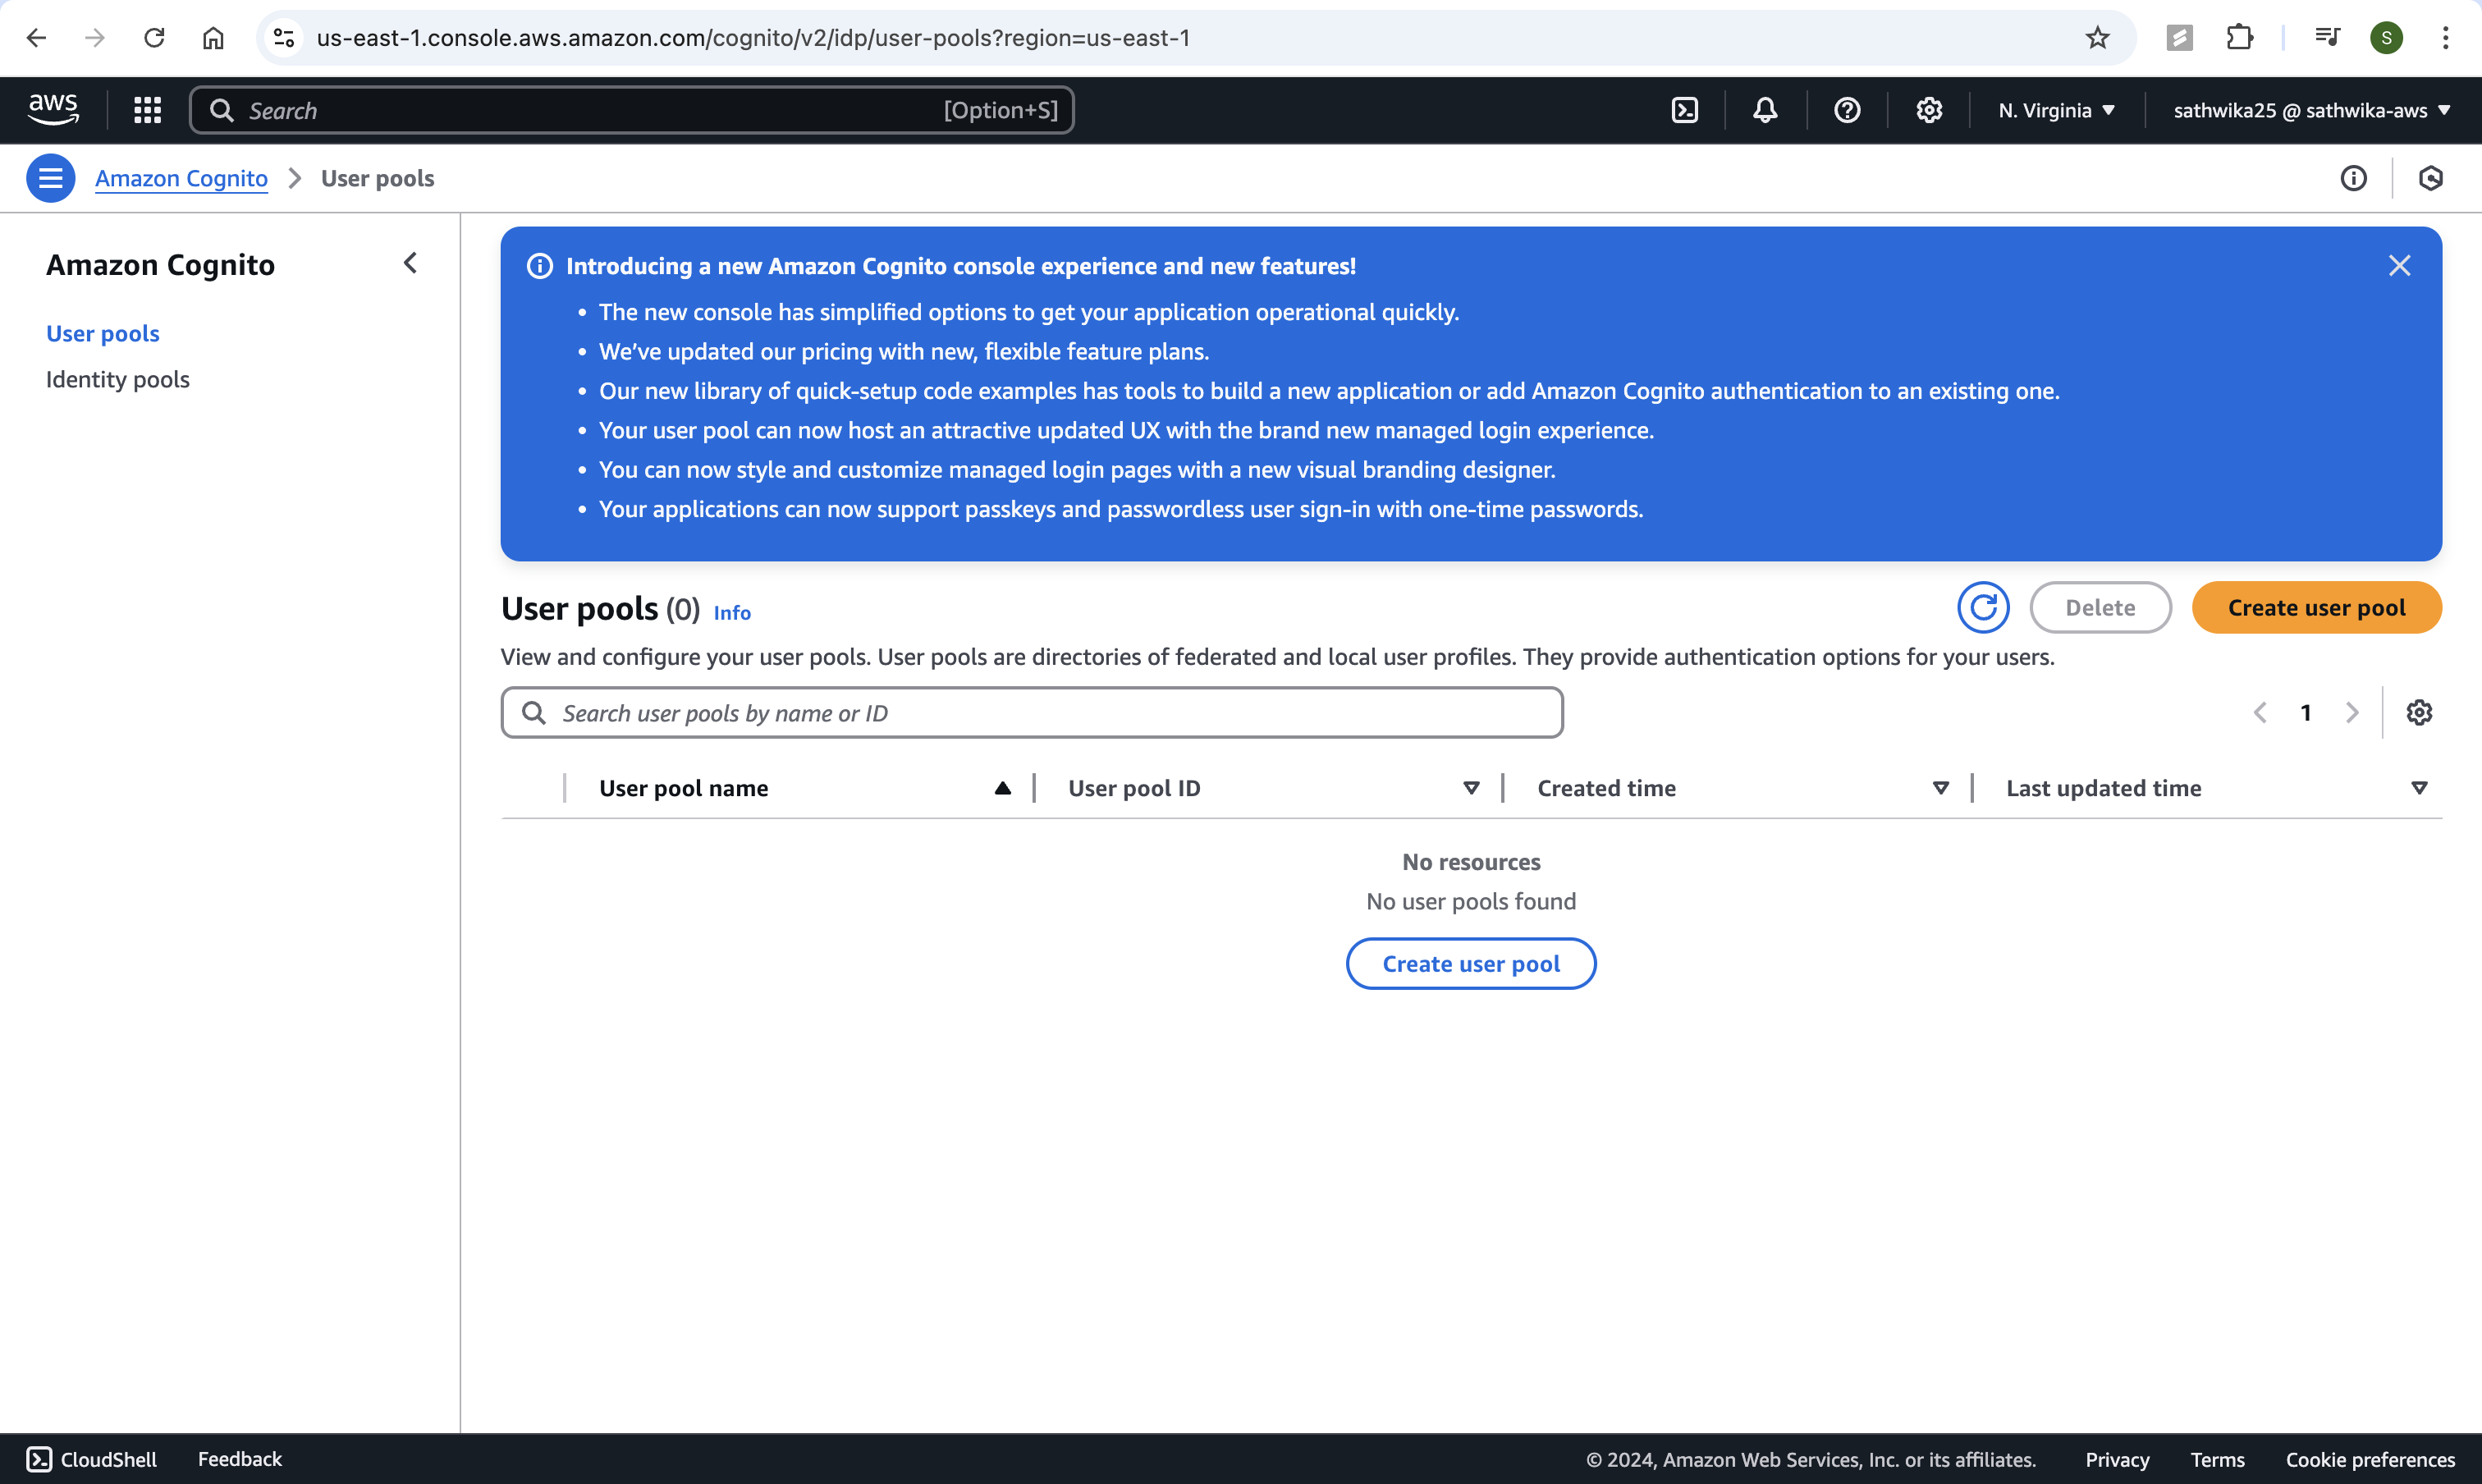 us-east-1.console.aws.amazon.com/cognito/v2/idp/user-pools?region=us-east-1
S
aws
Search
[Option+S]
N. Virginia
sathwika25 @ sathwika-aws
Amazon Cognito
User pools
Amazon Cognito
User pools
Identity pools
Introducing a new Amazon Cognito console experience and new features!
• The new console has simplified options to get your application operational quickly.
• We’ve updated our pricing with new, flexible feature plans.
• Our new library of quick-setup code examples has tools to build a new application or add Amazon Cognito authentication to an existing one.
• Your user pool can now host an attractive updated UX with the brand new managed login experience.
• You can now style and customize managed login pages with a new visual branding designer.
• Your applications can now support passkeys and passwordless user sign-in with one-time passwords.
User pools (0) Info
Delete
Create user pool
View and configure your user pools. User pools are directories of federated and local user profiles. They provide authentication options for your users.
Search user pools by name or ID
1
User pool name
User pool ID
Created time
Last updated time
No resources
No user pools found
Create user pool
CloudShell
Feedback
© 2024, Amazon Web Services, Inc. or its affiliates.
Privacy
Terms
Cookie preferences